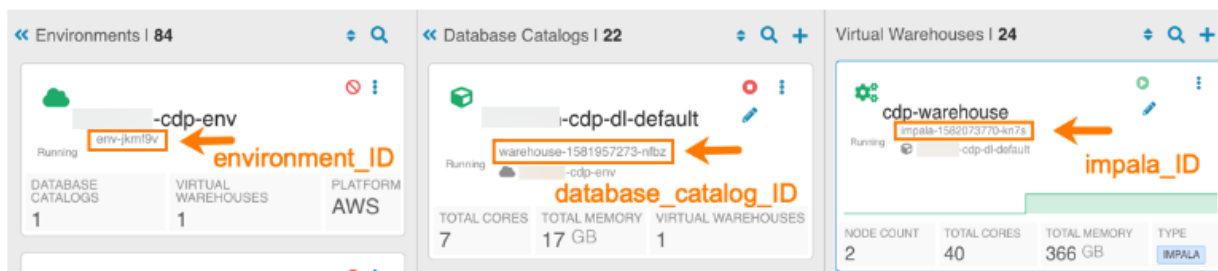 Environments | 84
-cdp-env
env-jkmf9v
Running
environment_ID
DATABASE CATALOGS
1
VIRTUAL WAREHOUSES
1
PLATFORM
AWS
Database Catalogs | 22
-cdp-dl-default
warehouse-1581957273-nfbz
Running
-cdp-env
database_catalog_ID
TOTAL CORES
7
TOTAL MEMORY
17 GB
VIRTUAL WAREHOUSES
1
Virtual Warehouses | 24
cdp-warehouse
impala-1582073770-kn7s
Running
-cdp-dl-default
impala_ID
NODE COUNT
2
TOTAL CORES
40
TOTAL MEMORY
366 GB
TYPE
IMPALA